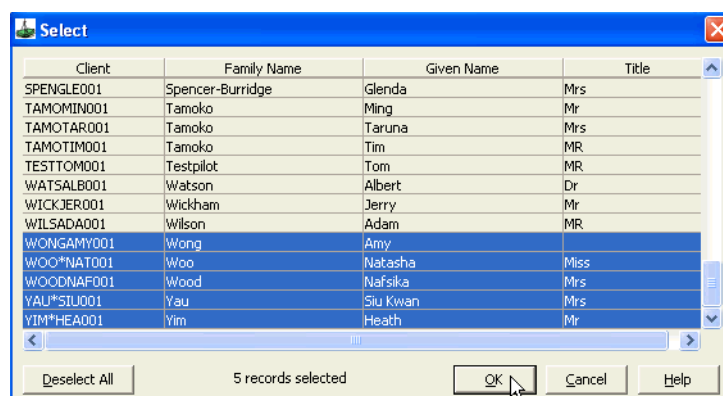 Select
Client Family Name Given Name Title
SPENGLE001 Spencer-Burridge Glenda Mrs
TAMOMIN001 Tamoko Ming Mr
TAMOTAR001 Tamoko Taruna Mrs
TAMOTIM001 Tamoko Tim MR
TESTTOM001 Testpilot Tom MR
WATSALB001 Watson Albert Dr
WICKJER001 Wickham Jerry Mr
WILSADA001 Wilson Adam MR
WONGAMY001 Wong Amy
WOO*NAT001 Woo Natasha Miss
WOODNAF001 Wood Nafsika Mrs
YAU*SIU001 Yau Siu Kwan Mrs
YIM*HEA001 Yim Heath Mr
Deselect All 5 records selected OK Cancel Help